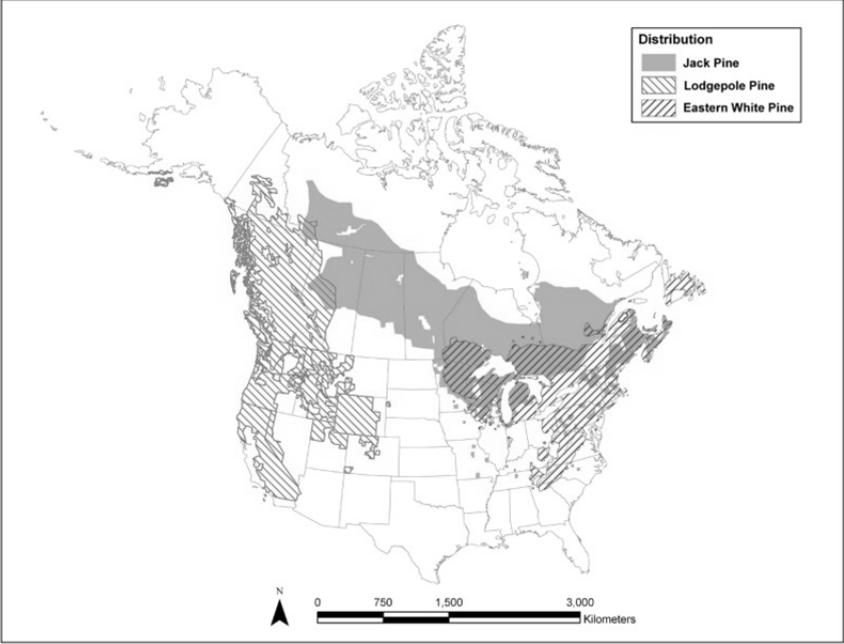 Distribution
Jack Pine
Lodgepole Pine
Eastern White Pine
N
0 750 1,500 3,000
Kilometers